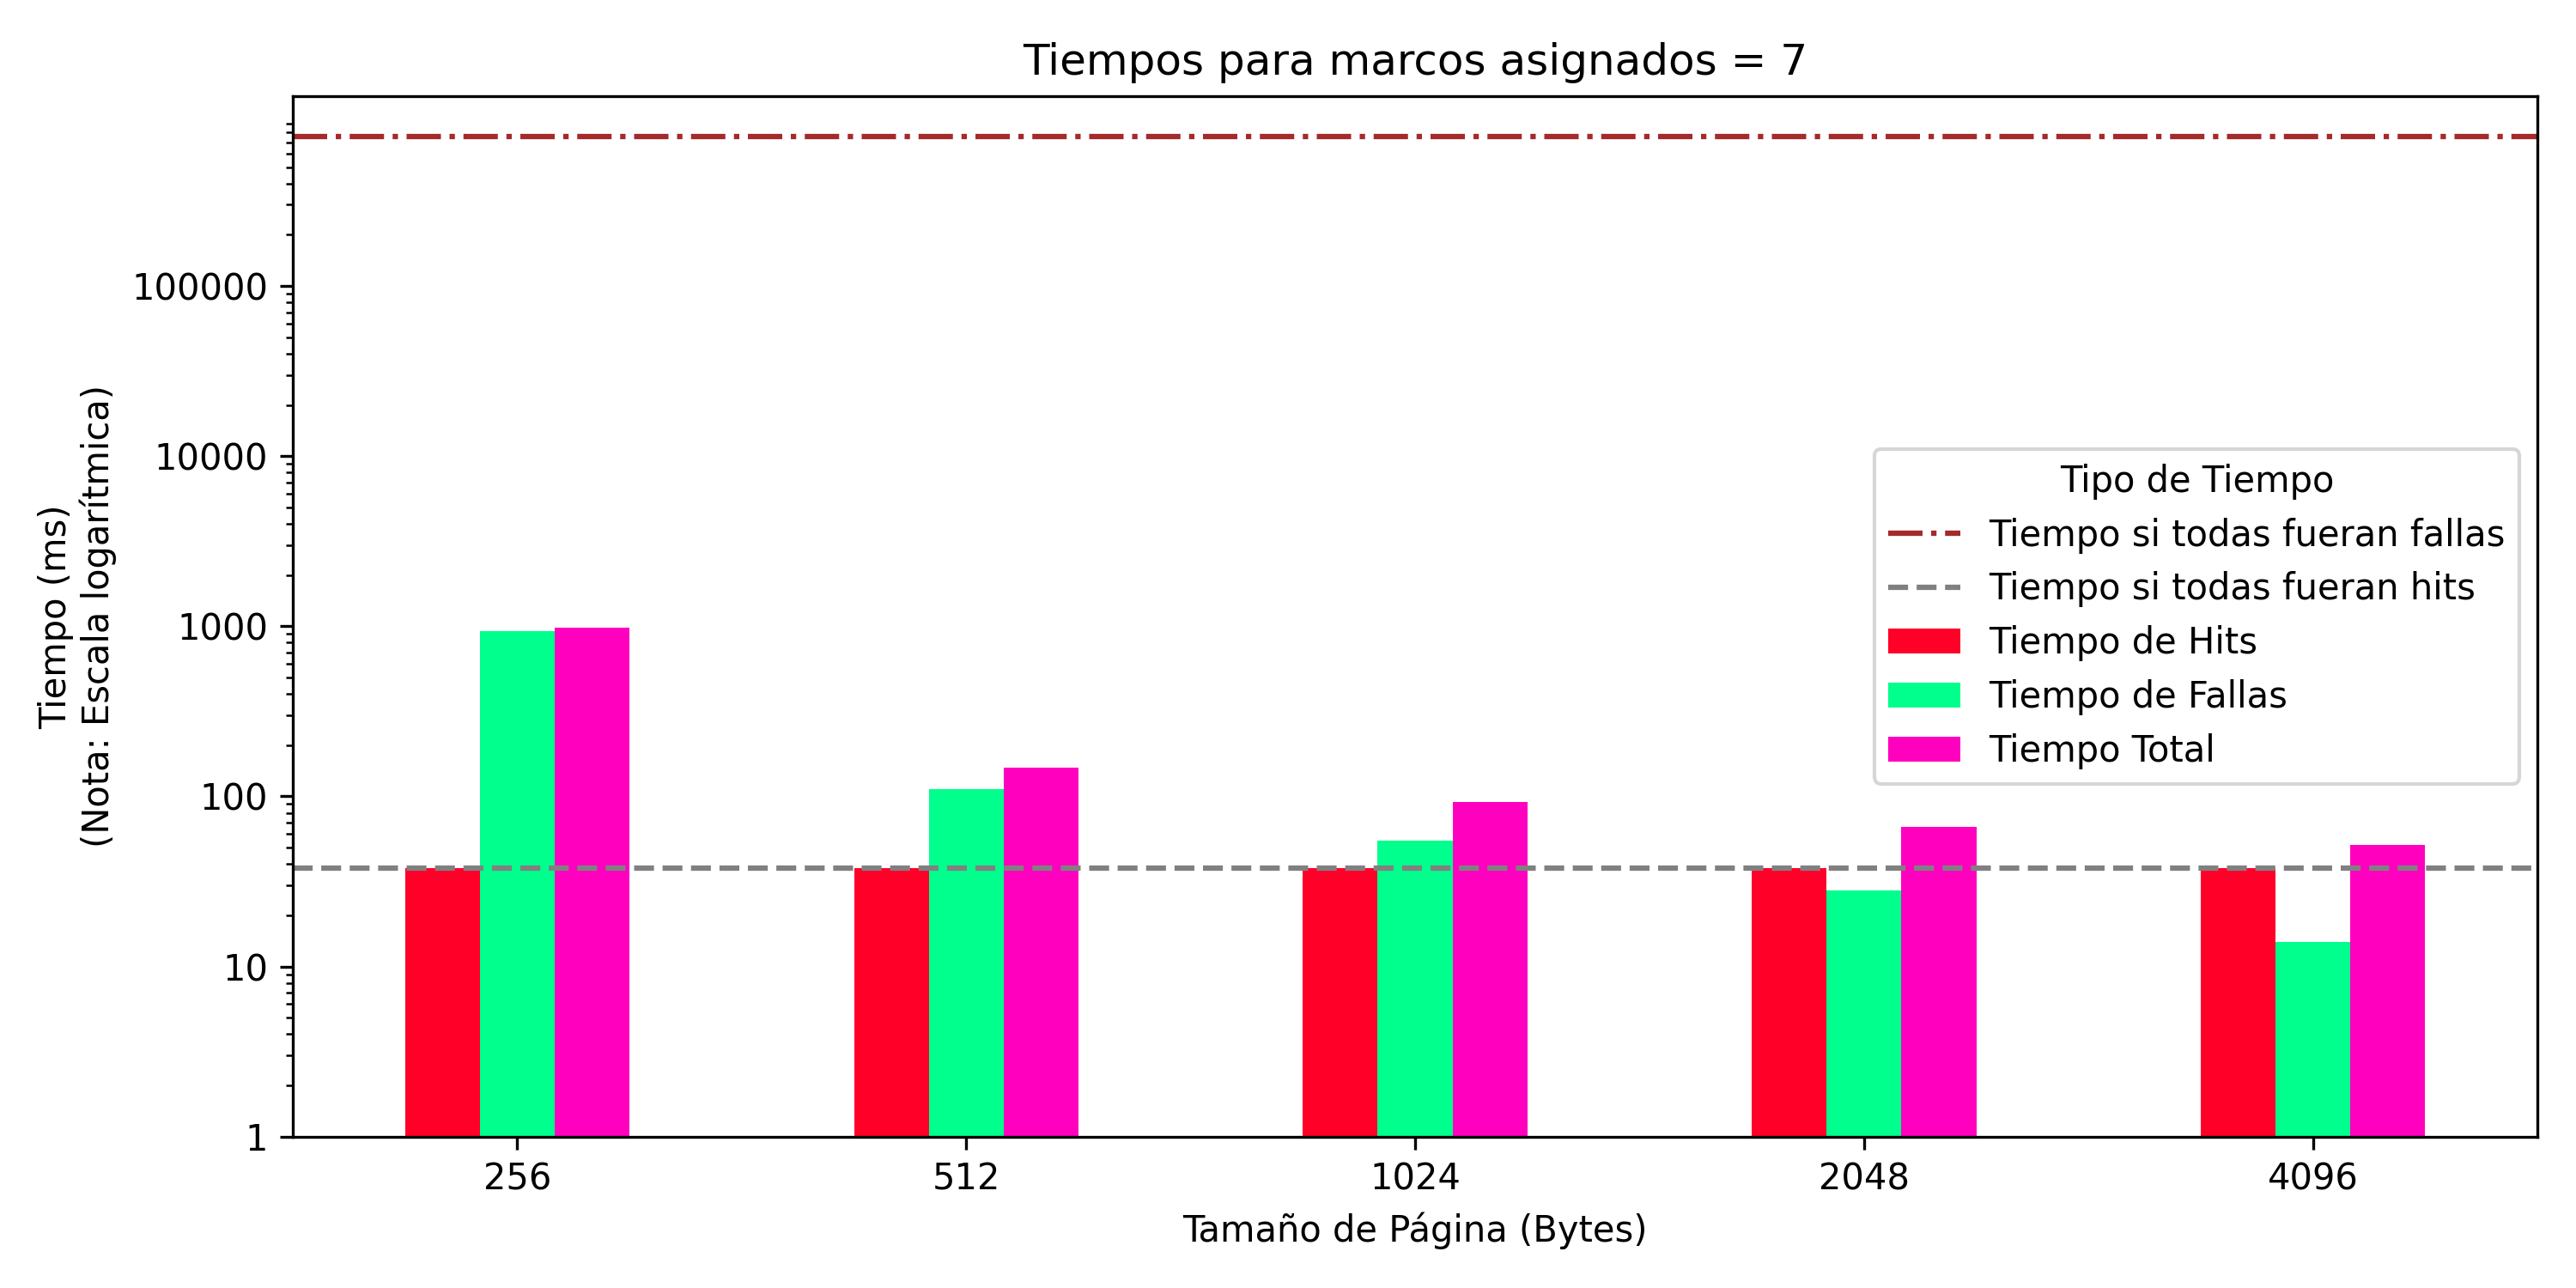 Tiempos para marcos asignados = 7
Tiempo (ms)
(Nota: Escala logarítmica)
100000
10000
1000
100
10
1
Tipo de Tiempo
Tiempo si todas fueran fallas
Tiempo si todas fueran hits
Tiempo de Hits
Tiempo de Fallas
Tiempo Total
256 512 1024 2048 4096
Tamaño de Página (Bytes)